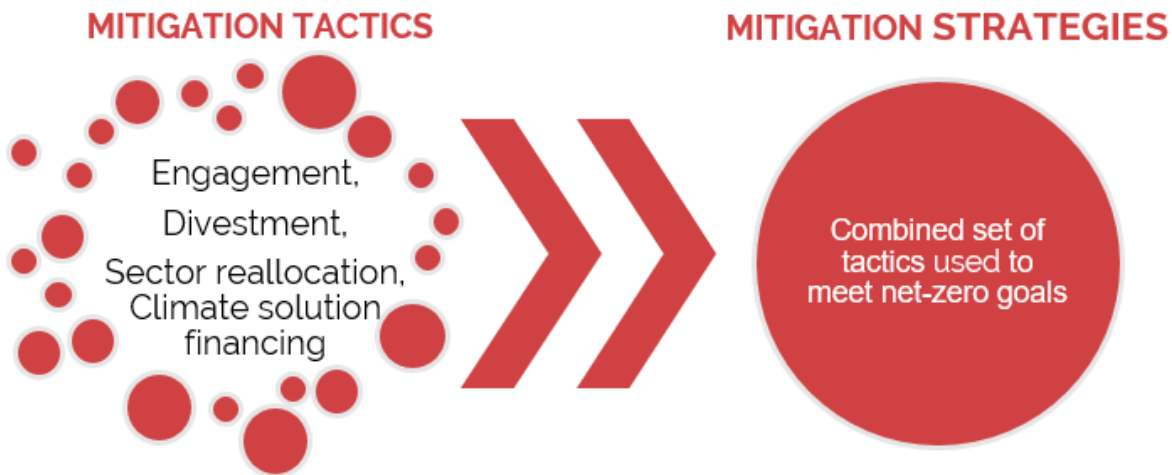 MITIGATION TACTICS
Engagement,
Divestment,
Sector reallocation,
Climate solution
financing
MITIGATION STRATEGIES
Combined set of
tactics used to
meet net-zero goals